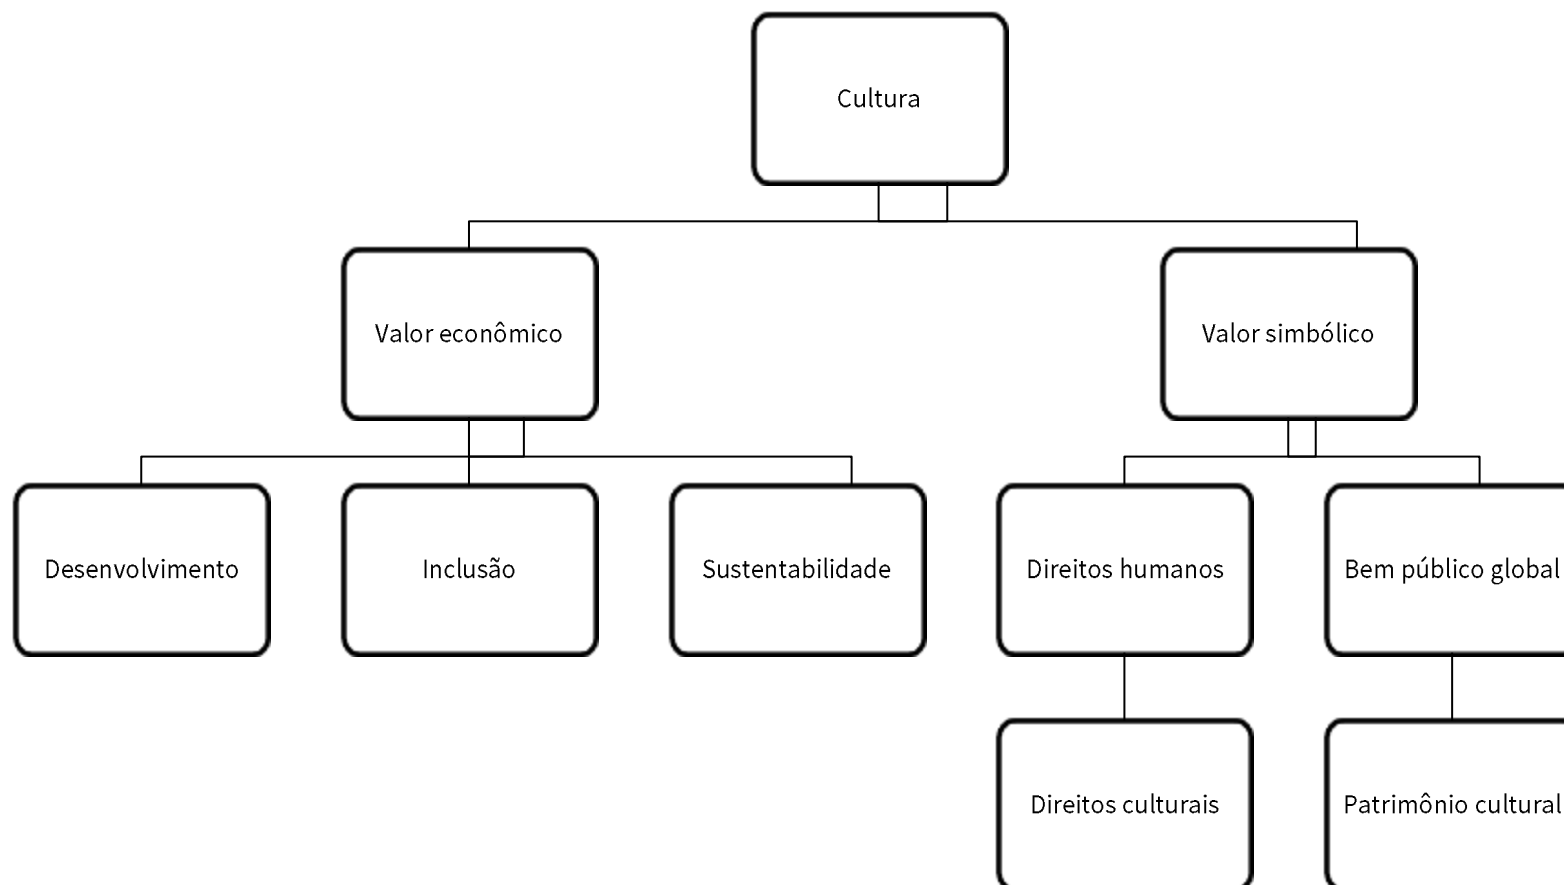 Cultura
Valor econômico
Valor simbólico
Desenvolvimento
Inclusão
Sustentabilidade
Direitos humanos
Bem público global
Direitos culturais
Patrimônio cultural